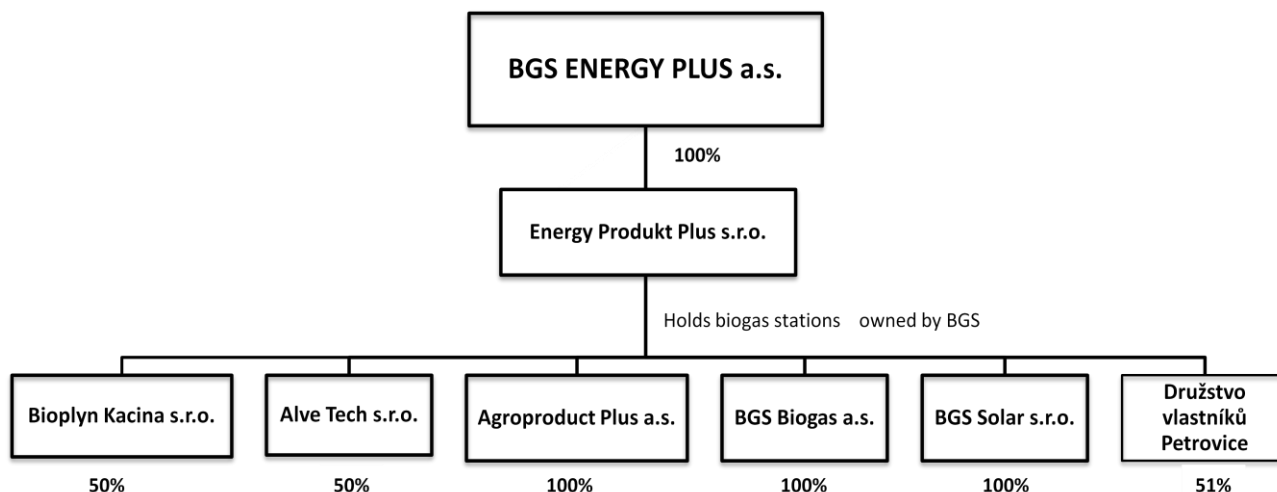 BGS ENERGY PLUS a.s.
100%
Energy Produkt Plus s.r.o.
Holds biogas stations owned by BGS
Bioplyn Kacina s.r.o.
Alve Tech s.r.o.
Agroproduct Plus a.s.
BGS Biogas a.s.
BGS Solar s.r.o.
Družstvo
vlastníků
Petrovice
50%
50%
100%
100%
100%
51%